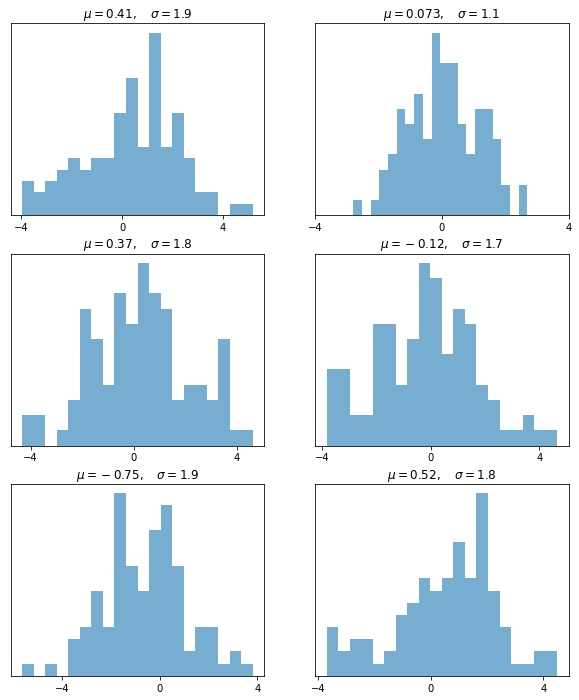 μ = 0.41, σ = 1.9
μ = 0.073, σ = 1.1
−4 0 4
−4 0 4
μ = 0.37, σ = 1.8
μ = −0.12, σ = 1.7
−4 0 4
−4 0 4
μ = −0.75, σ = 1.9
μ = 0.52, σ = 1.8
−4 0 4
−4 0 4